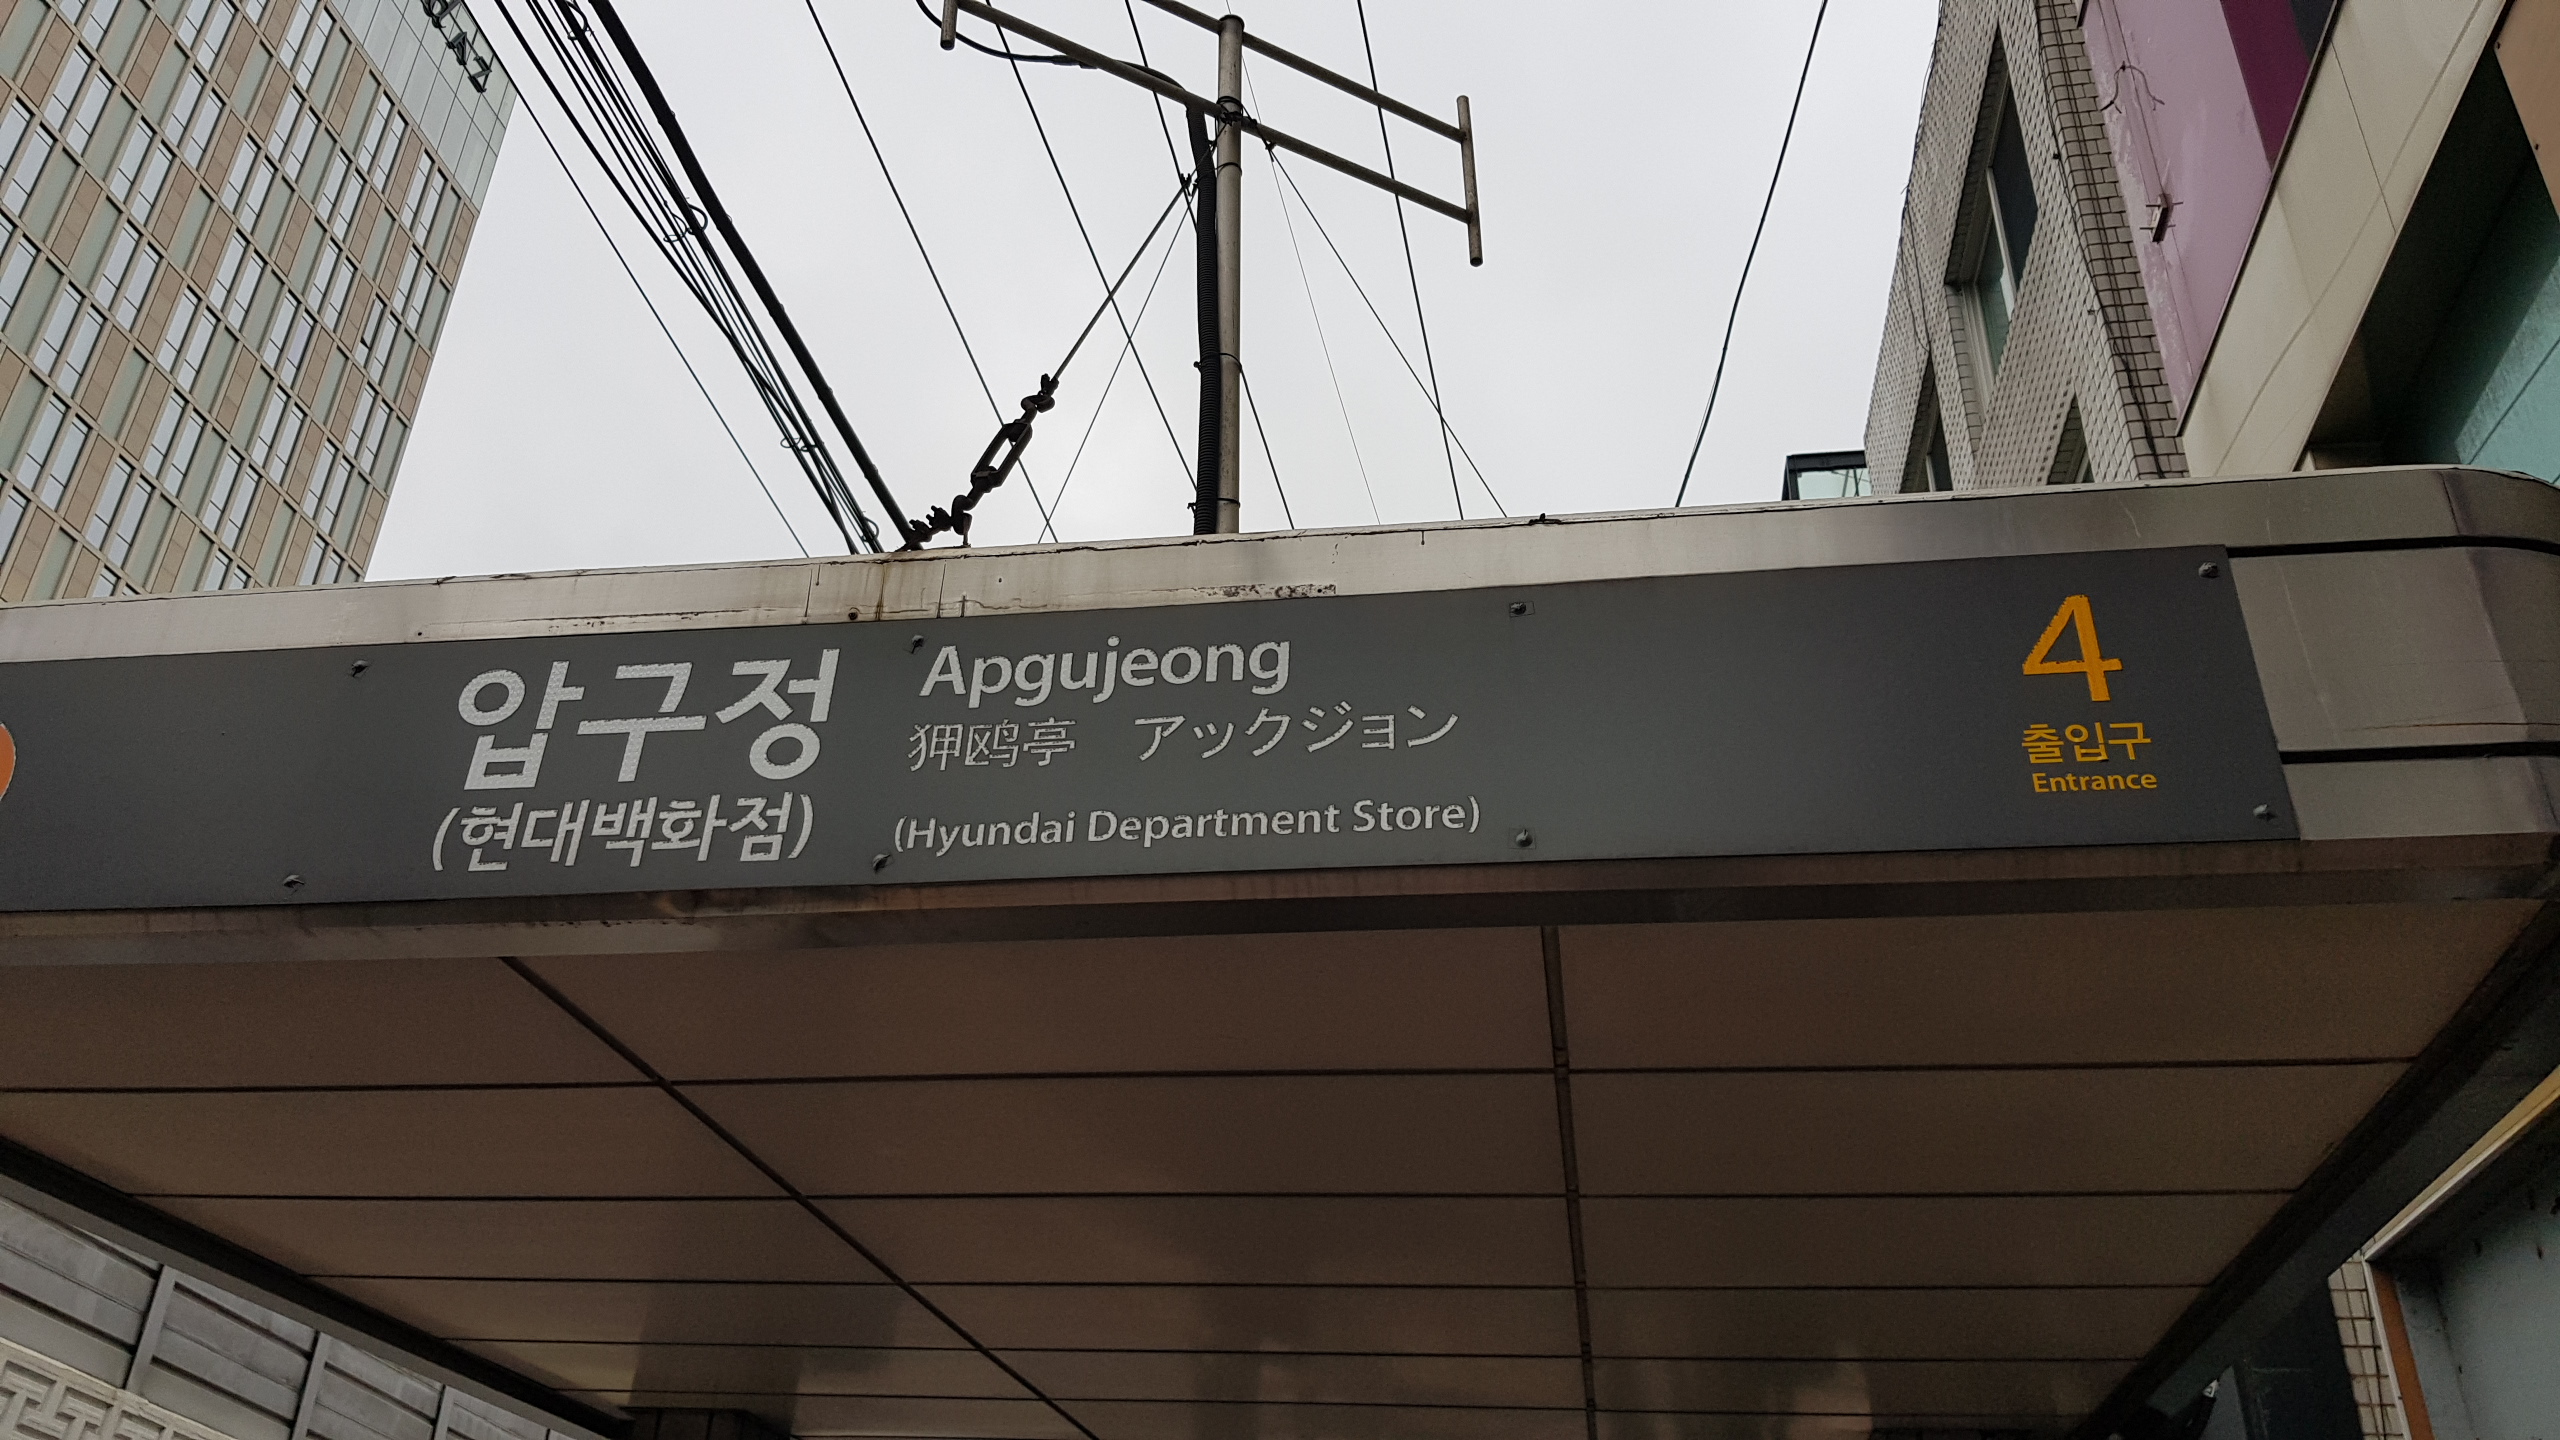 압구정
(현대백화점)
Apgujeong
狎鸥亭 アックジョン
(Hyundai Department Store)
4
출입구
Entrance